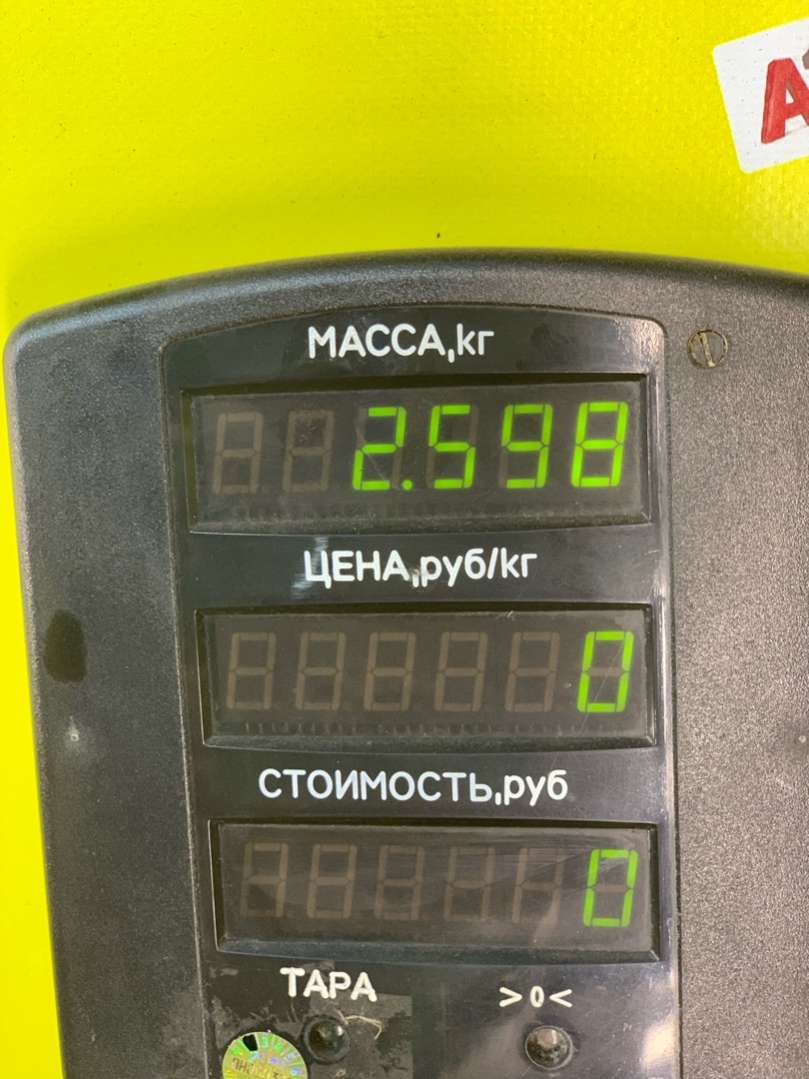 МАССА,кг
2.598
ЦЕНА,руб/кг
0
СТОИМОСТЬ,руб
0
ТАРА >0<